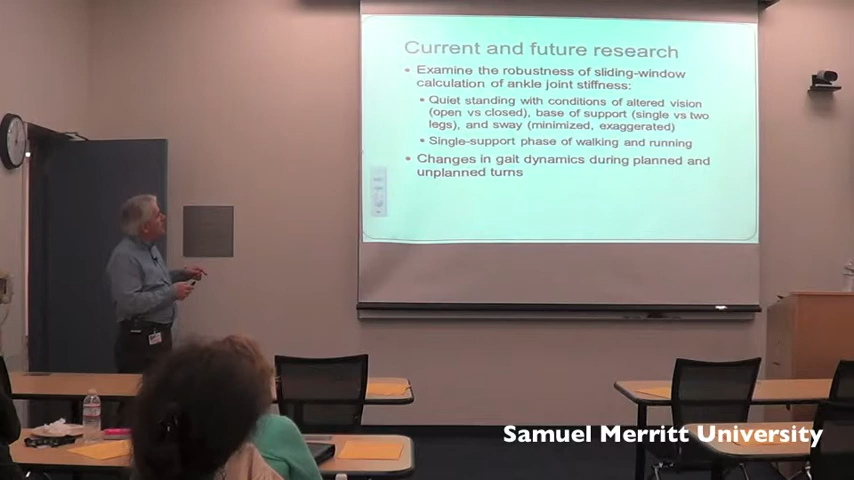 Current and future research
• Examine the robustness of sliding-window
calculation of ankle joint stiffness:
• Quiet standing with conditions of altered vision
(open vs closed), base of support (single vs two
legs), and sway (minimized, exaggerated)
• Single-support phase of walking and running
• Changes in gait dynamics during planned and
unplanned turns
Samuel Merritt University